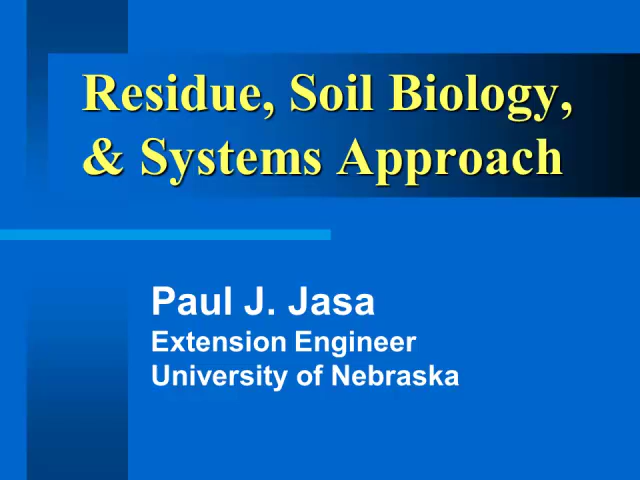 Residue, Soil Biology,
& Systems Approach
Paul J. Jasa
Extension Engineer
University of Nebraska